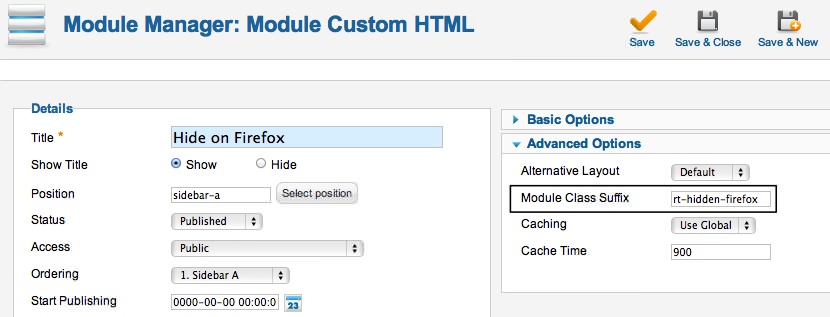 Module Manager: Module Custom HTML
Save
Save & Close
Save & New
Details
Title *
Hide on Firefox
Show Title
Show
Hide
Position
sidebar-a
Select position
Status
Published
Access
Public
Ordering
1. Sidebar A
Start Publishing
0000-00-00 00:00:0
23
Basic Options
Advanced Options
Alternative Layout
Default
Module Class Suffix
rt-hidden-firefox
Caching
Use Global
Cache Time
900